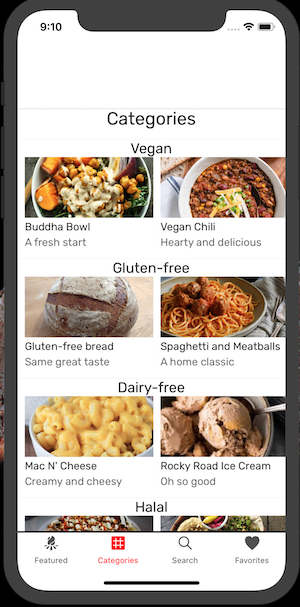 9:10
Categories
Vegan
Buddha Bowl
A fresh start
Vegan Chili
Hearty and delicious
Gluten-free
Gluten-free bread
Same great taste
Spaghetti and Meatballs
A home classic
Dairy-free
Mac N' Cheese
Creamy and cheesy
Rocky Road Ice Cream
Oh so good
Halal
Featured
Categories
Search
Favorites